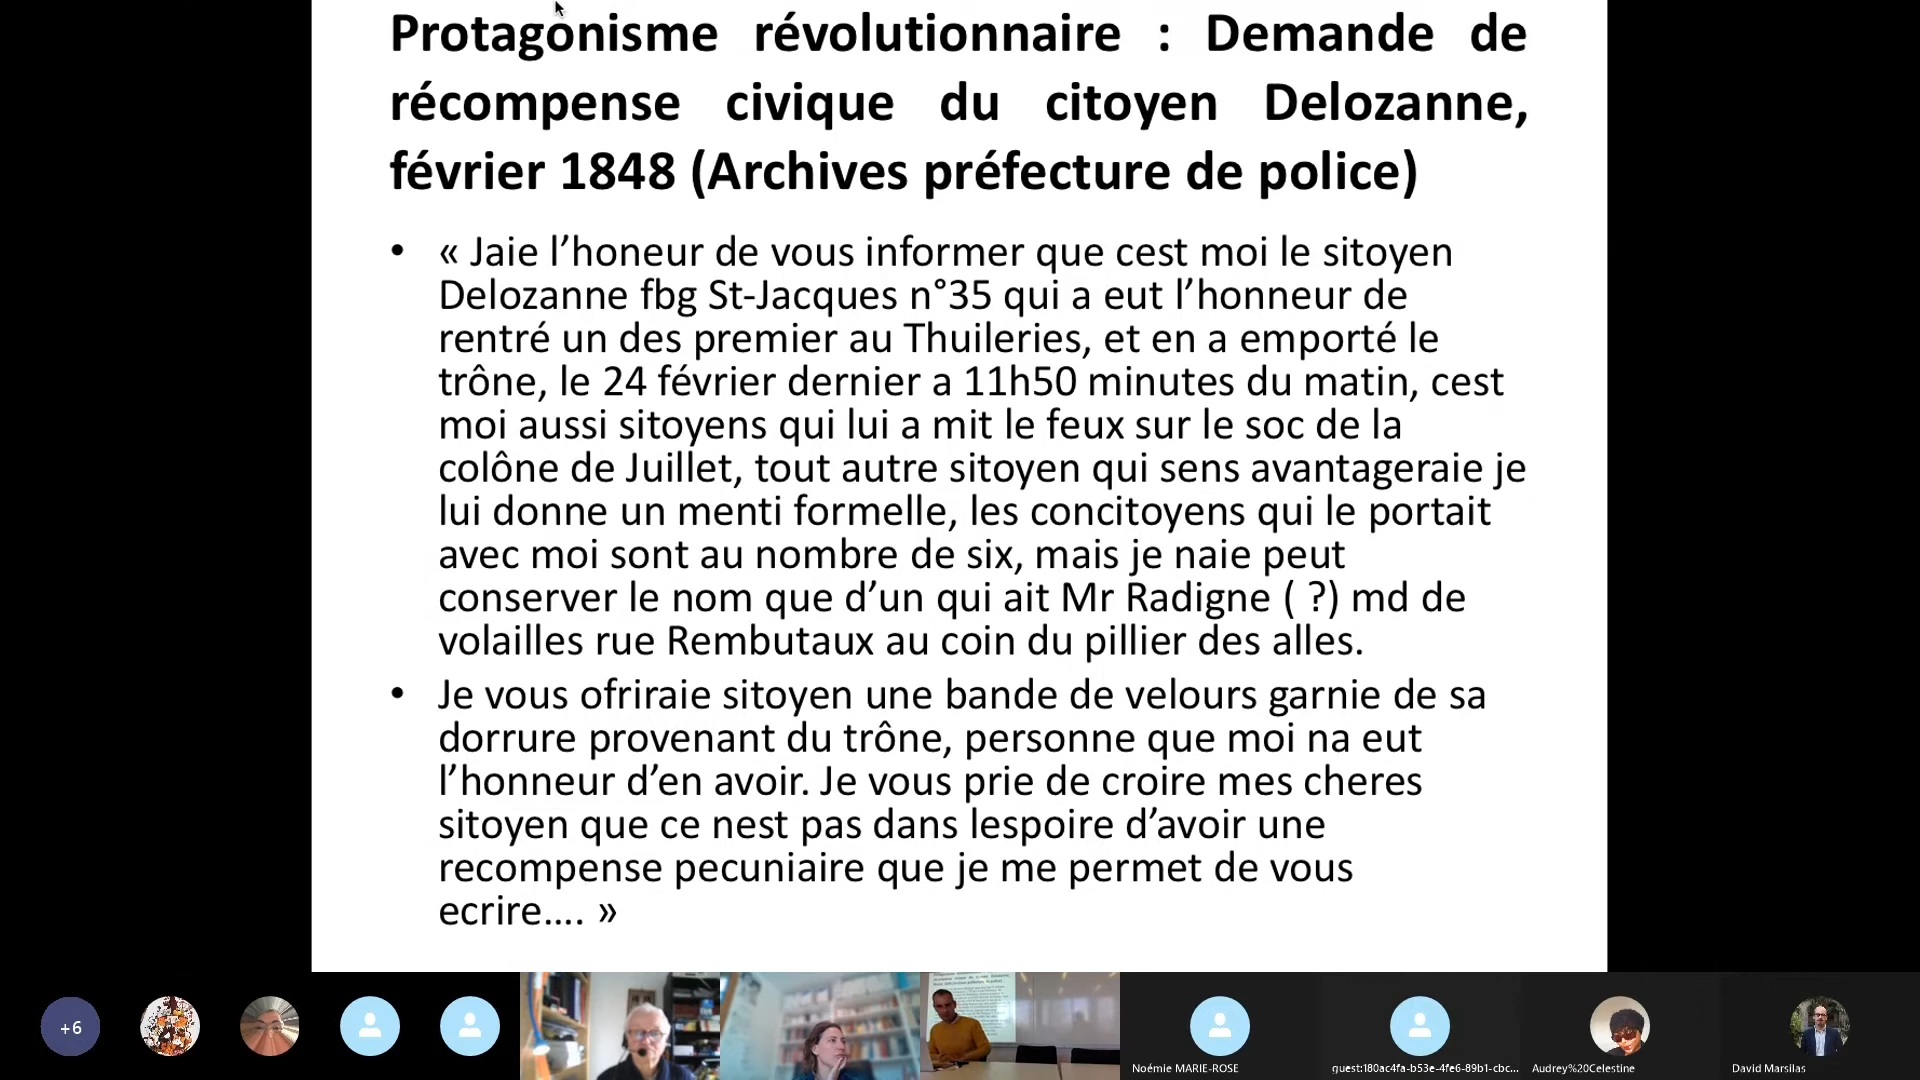 Protagonisme révolutionnaire : Demande de
récompense civique du citoyen Delozanne,
février 1848 (Archives préfecture de police)
• « Jaie l’honeur de vous informer que cest moi le sitoyen
Delozanne fbg St-Jacques n°35 qui a eut l’honneur de
rentré un des premier au Thuileries, et en a emporté le
trône, le 24 février dernier a 11h50 minutes du matin, cest
moi aussi sitoyens qui lui a mit le feux sur le soc de la
colône de Juillet, tout autre sitoyen qui sens avantageraie je
lui donne un menti formelle, les concitoyens qui le portait
avec moi sont au nombre de six, mais je naie peut
conserver le nom que d’un qui ait Mr Radigne ( ?) md de
volailles rue Rembutaux au coin du pillier des alles.
• Je vous ofriraie sitoyen une bande de velours garnie de sa
dorrure provenant du trône, personne que moi na eut
l’honneur d’en avoir. Je vous prie de croire mes cheres
sitoyen que ce nest pas dans lespoire d’avoir une
recompense pecuniaire que je me permet de vous
ecrire.... »
+6
Noémie MARIE-ROSE
guest:180ac4fa-b53e-4fe6-89b1-cbc...
Audrey%20Celestine
David Marsilas